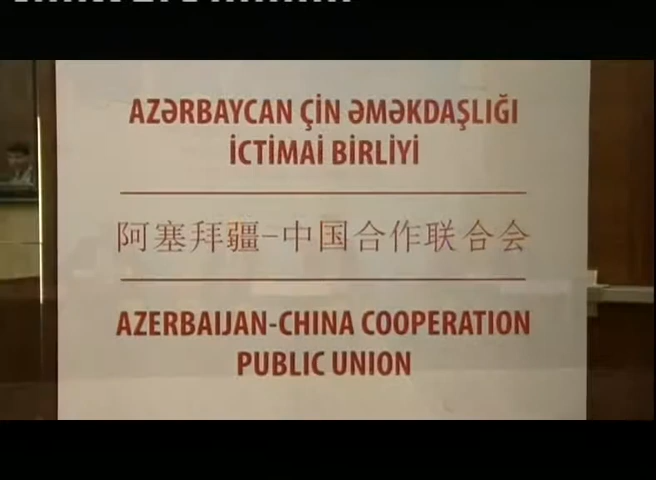 AZƏRBAYCAN ÇİN ƏMƏKDAŞLIĞI
İCTİMAİ BİRLİYİ
阿塞拜疆-中国合作联合会
AZERBAIJAN-CHINA COOPERATION
PUBLIC UNION